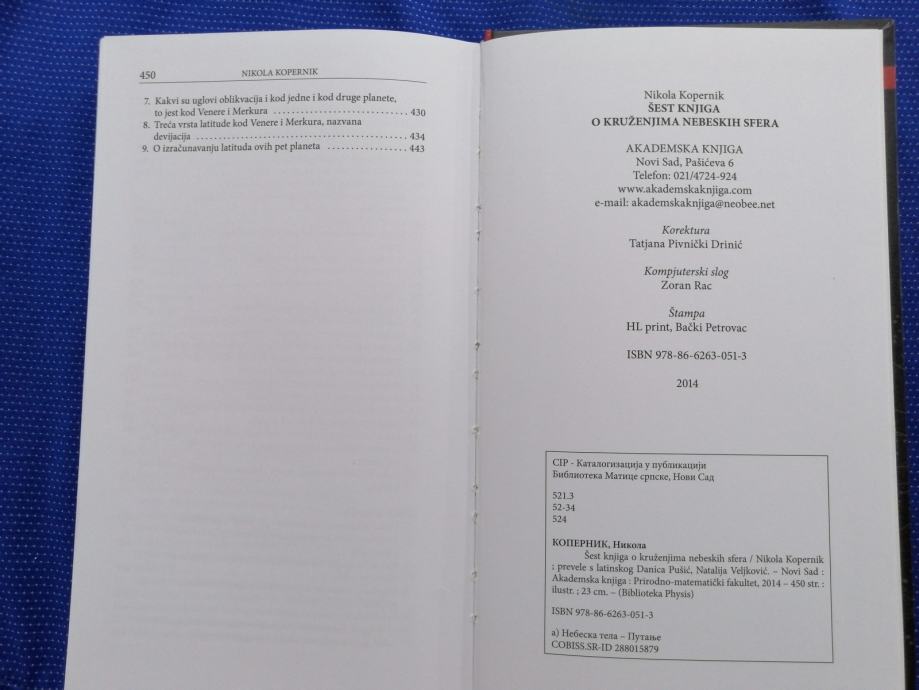 450
NIKOLA KOPERNIK
7. Kakvi su uglovi oblikvacija i kod jedne i kod druge planete,
to jest kod Venere i Merkura . . . . . . . . . . . . . . . . . . . . . . . . . . 430
8. Treća vrsta latitude kod Venere i Merkura, nazvana
devijacija . . . . . . . . . . . . . . . . . . . . . . . . . . . . . . . . . . . . . . . . 434
9. O izračunavanju latituda ovih pet planeta . . . . . . . . . . . . . . . . 443
Nikola Kopernik
ŠEST KNJIGA
O KRUŽENJIMA NEBESKIH SFERA
AKADEMSKA KNJIGA
Novi Sad, Pašićeva 6
Telefon: 021/4724-924
www.akademskaknjiga.com
e-mail: akademskaknjiga@neobee.net
Korektura
Tatjana Pivnički Drinić
Kompjuterski slog
Zoran Rac
Štampa
HL print, Bački Petrovac
ISBN 978-86-6263-051-3
2014
CIP - Каталогизација у публикацији
Библиотека Матице српске, Нови Сад
521.3
52-34
524
КОПЕРНИК, Никола
Šest knjiga o kruženjima nebeskih sfera / Nikola Kopernik
; prevele s latinskog Danica Pušić, Natalija Veljković. – Novi Sad :
Akademska knjiga : Prirodno-matematički fakultet, 2014 – 450 str. :
ilustr. ; 23 cm. – (Biblioteka Physis)
ISBN 978-86-6263-051-3
a) Небеска тела – Путање
COBISS.SR-ID 288015879